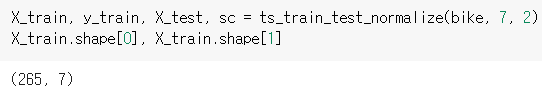 X_train, y_train, X_test, sc = ts_train_test_normalize(bike, 7, 2)
X_train.shape[0], X_train.shape[1]
(265, 7)